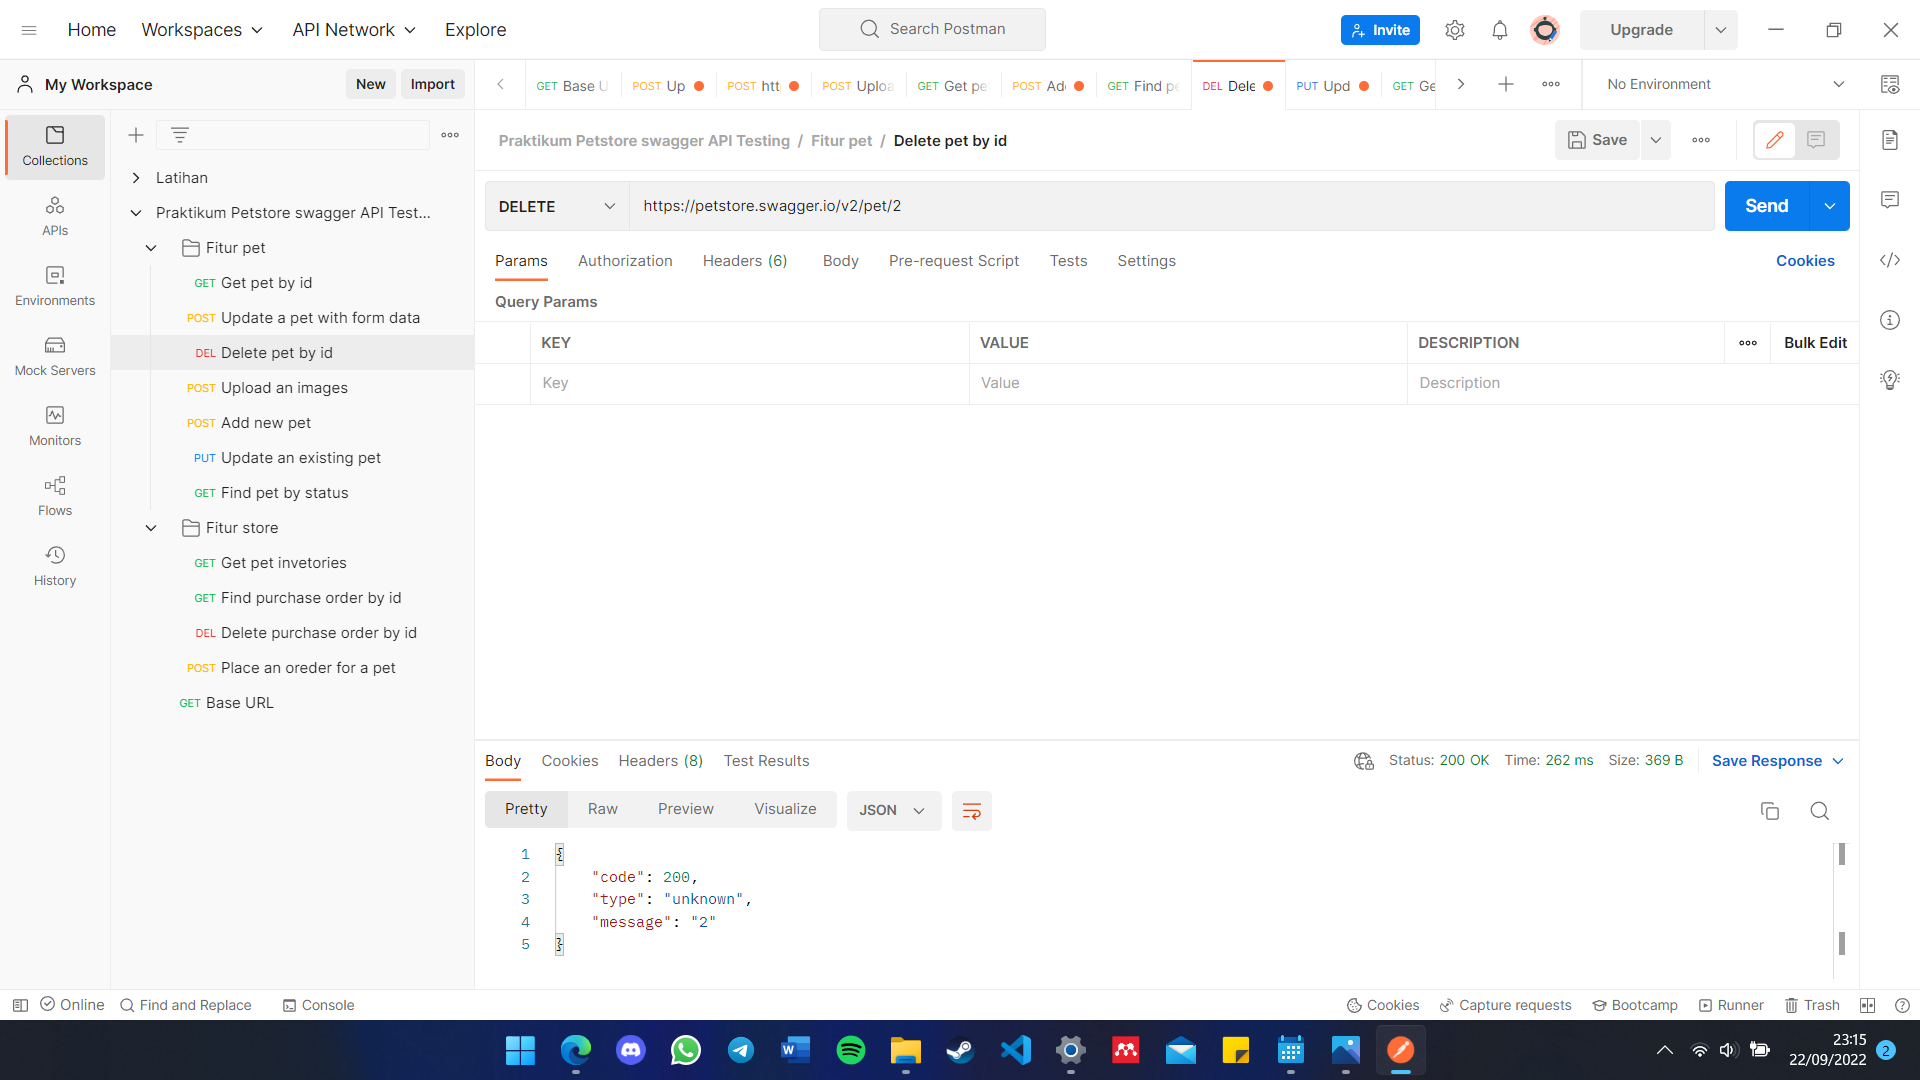 Home Workspaces API Network Explore Search Postman Invite Upgrade
My Workspace New Import GET Base U POST Up POST htt POST Uploa GET Get pe POST Ad GET Find pe DEL Dele PUT Upd GET Ge No Environment
Collections
APIs
Environments
Mock Servers
Monitors
Flows
History
Latihan
Praktikum Petstore swagger API Test...
Fitur pet
GET Get pet by id
POST Update a pet with form data
DEL Delete pet by id
POST Upload an images
POST Add new pet
PUT Update an existing pet
GET Find pet by status
Fitur store
GET Get pet invetories
GET Find purchase order by id
DEL Delete purchase order by id
POST Place an oreder for a pet
GET Base URL
Praktikum Petstore swagger API Testing / Fitur pet / Delete pet by id Save
DELETE https://petstore.swagger.io/v2/pet/2 Send
Params Authorization Headers (6) Body Pre-request Script Tests Settings Cookies
Query Params
KEY VALUE DESCRIPTION Bulk Edit
Key Value Description
Body Cookies Headers (8) Test Results Status: 200 OK Time: 262 ms Size: 369 B Save Response
Pretty Raw Preview Visualize JSON
1 {
2 "code": 200,
3 "type": "unknown",
4 "message": "2"
5 }
Online Find and Replace Console Cookies Capture requests Bootcamp Runner Trash
23:15
22/09/2022 2